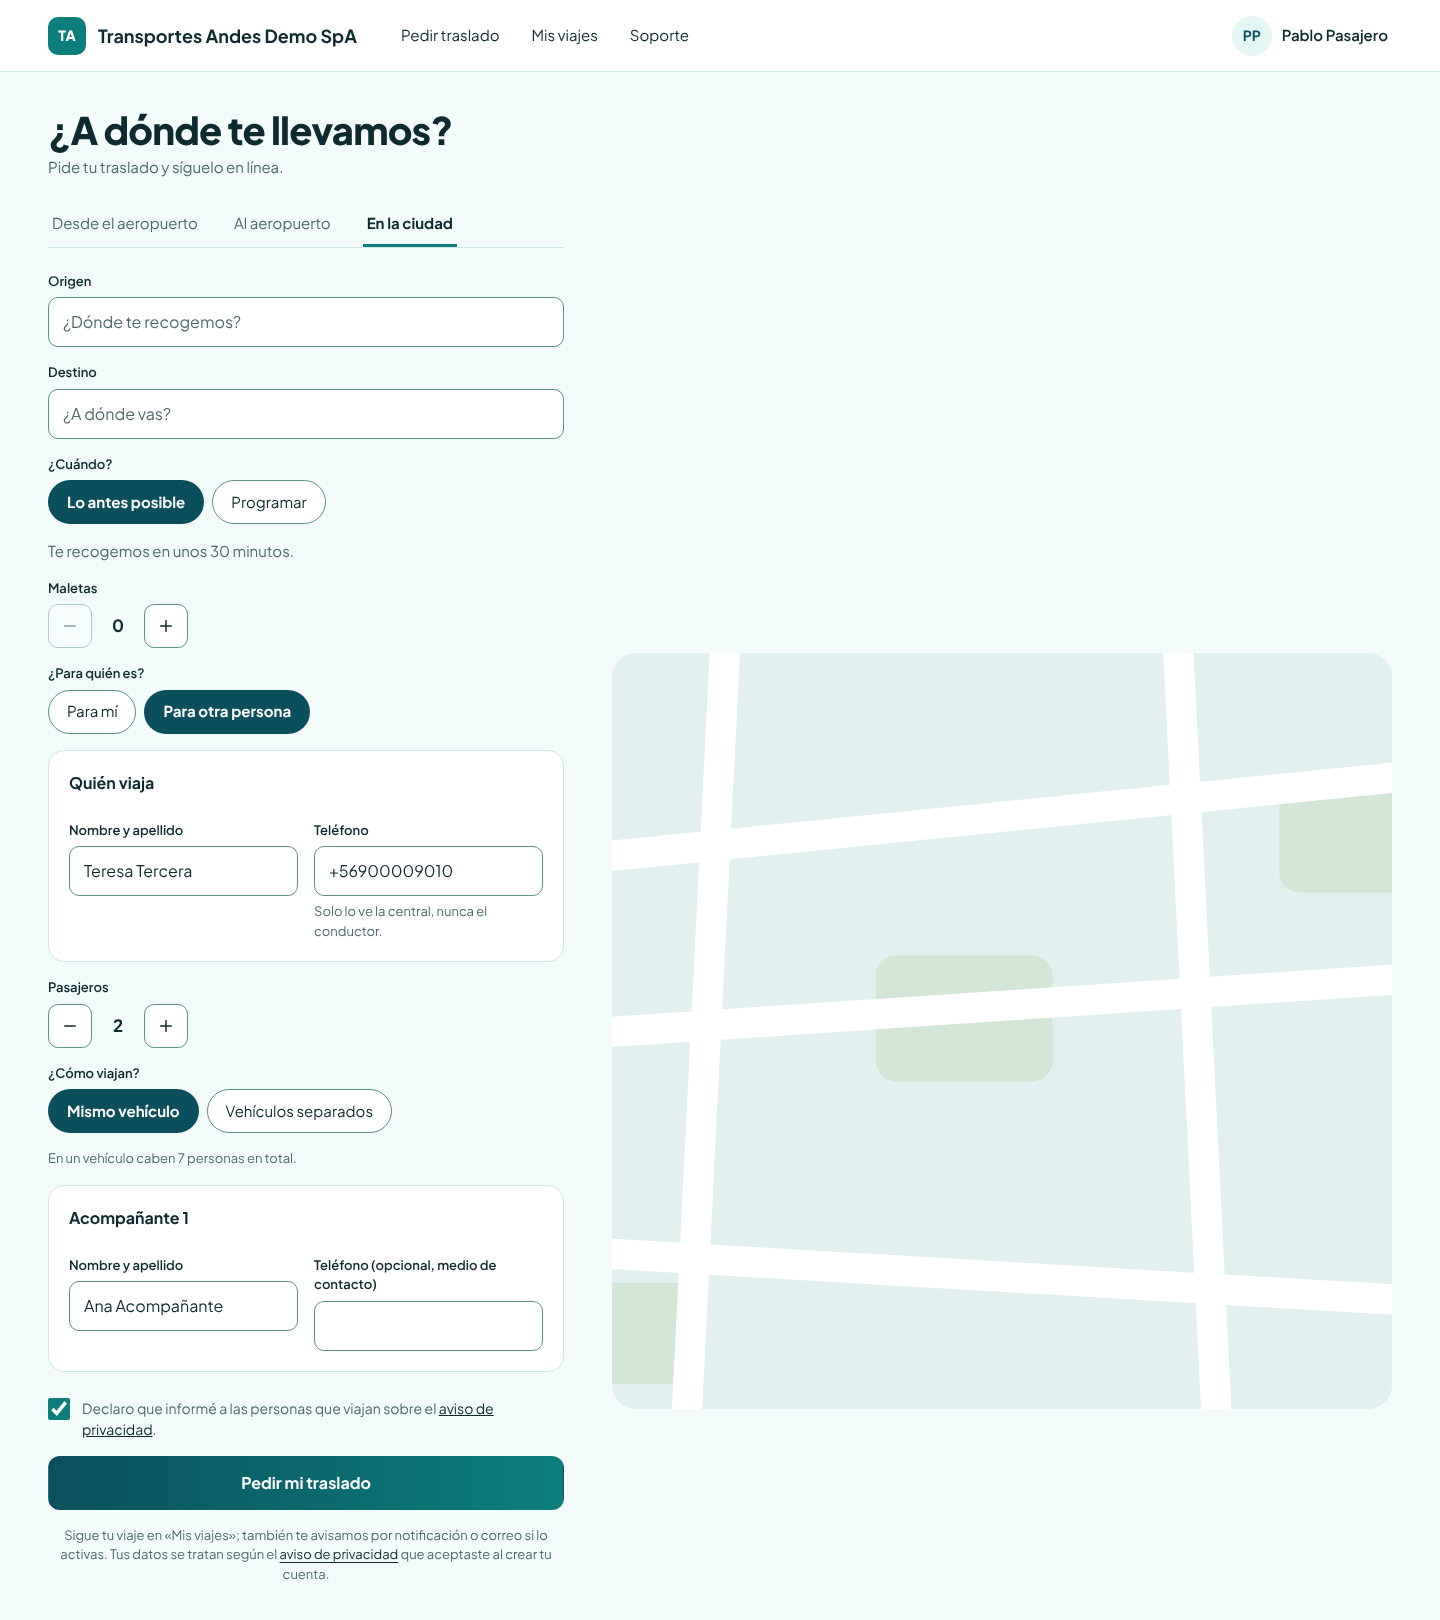 TA
Transportes Andes Demo SpA
Pedir traslado
Mis viajes
Soporte
PP
Pablo Pasajero
¿A dónde te llevamos?
Pide tu traslado y síguelo en línea.
Desde el aeropuerto
Al aeropuerto
En la ciudad
Origen
¿Dónde te recogemos?
Destino
¿A dónde vas?
¿Cuándo?
Lo antes posible
Programar
Te recogemos en unos 30 minutos.
Maletas
− 0 +
¿Para quién es?
Para mí
Para otra persona
Quién viaja
Nombre y apellido
Teresa Tercera
Teléfono
+56900009010
Solo lo ve la central, nunca el
conductor.
Pasajeros
− 2 +
¿Cómo viajan?
Mismo vehículo
Vehículos separados
En un vehículo caben 7 personas en total.
Acompañante 1
Nombre y apellido
Ana Acompañante
Teléfono (opcional, medio de
contacto)
Declaro que informé a las personas que viajan sobre el aviso de
privacidad.
Pedir mi traslado
Sigue tu viaje en «Mis viajes»; también te avisamos por notificación o correo si lo
activas. Tus datos se tratan según el aviso de privacidad que aceptaste al crear tu
cuenta.